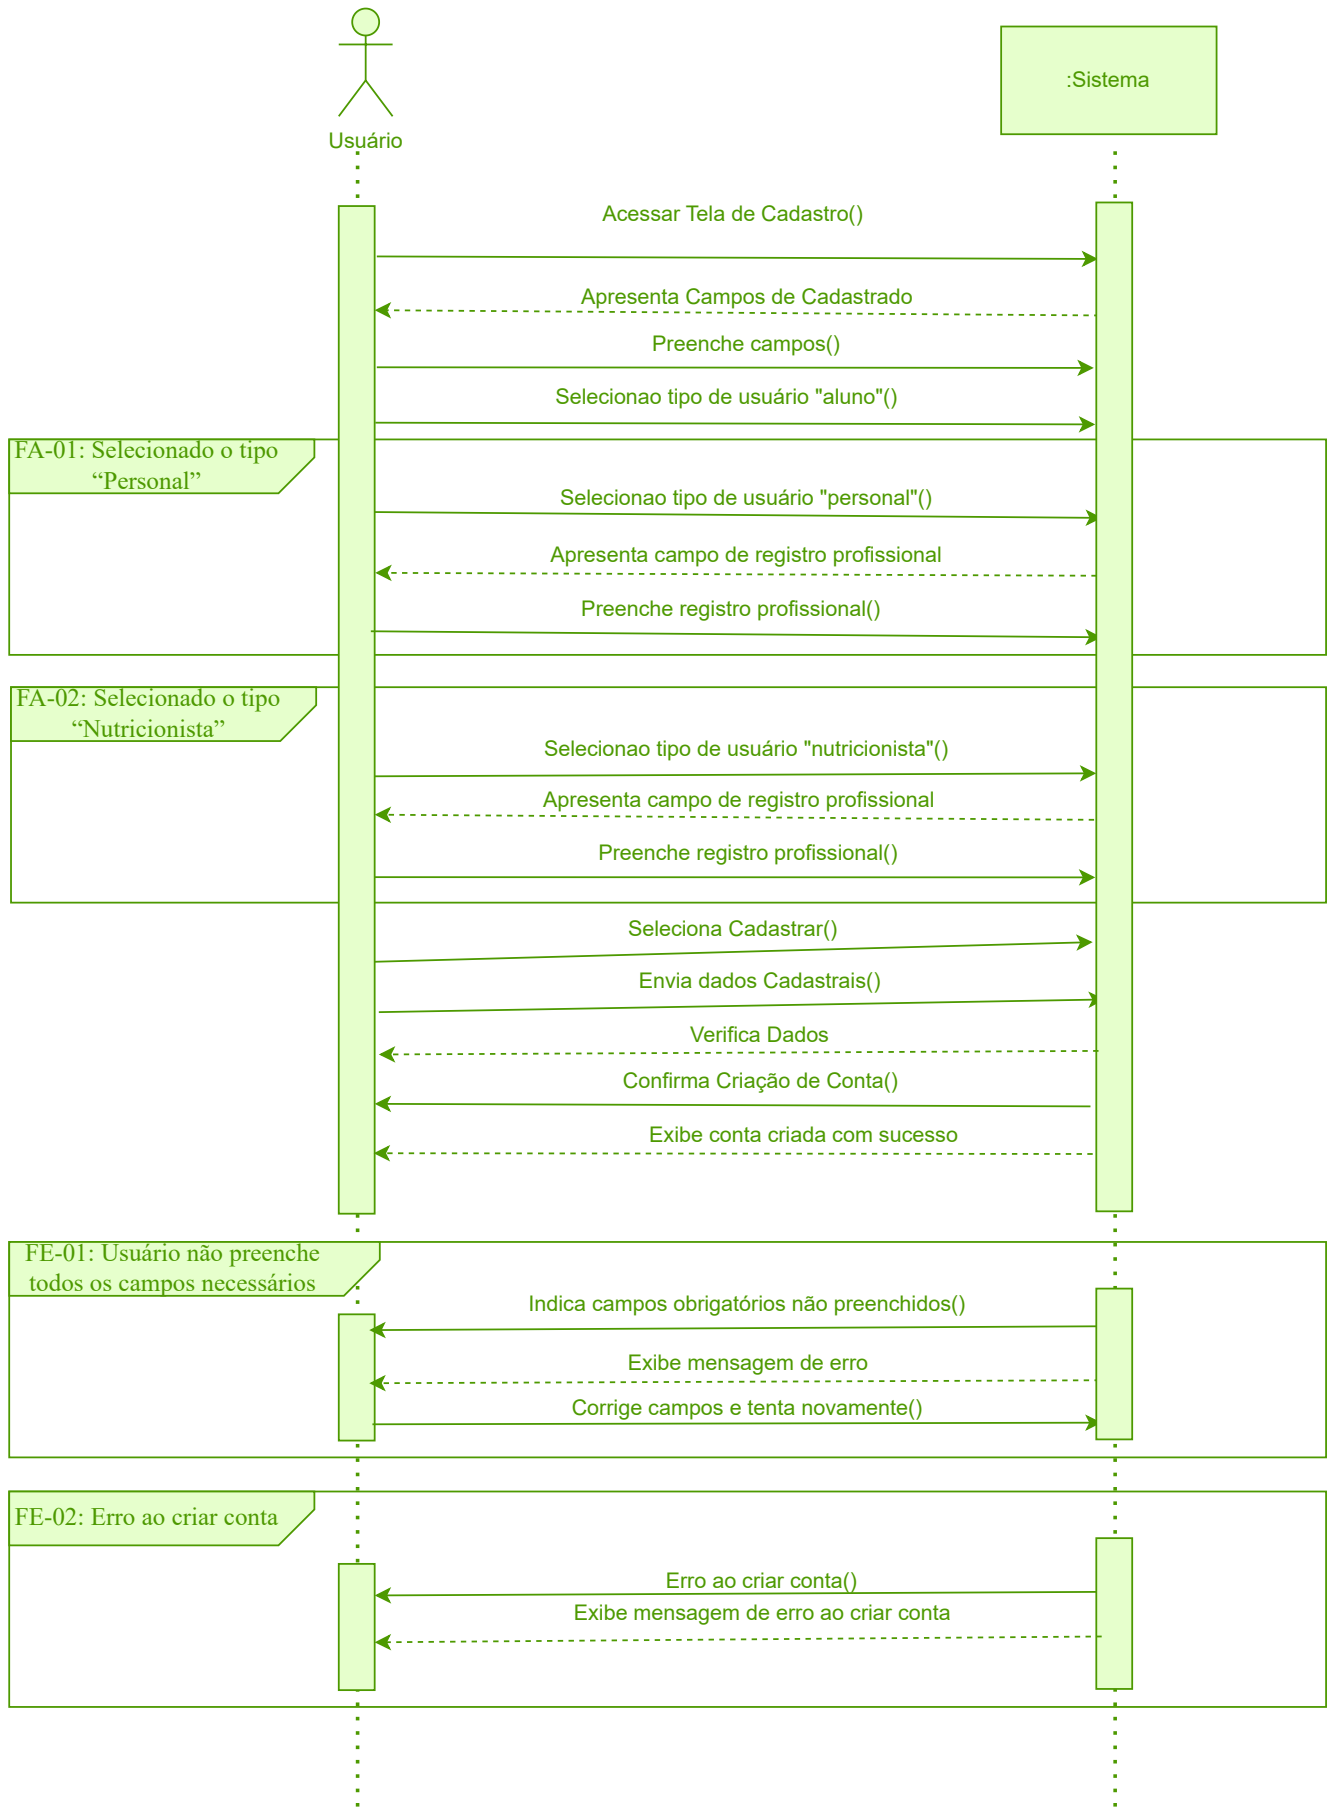 Usuário
:Sistema
Acessar Tela de Cadastro()
Apresenta Campos de Cadastrado
Preenche campos()
Selecionao tipo de usuário "aluno"()
FA-01: Selecionado o tipo
“Personal”
Selecionao tipo de usuário "personal"()
Apresenta campo de registro profissional
Preenche registro profissional()
FA-02: Selecionado o tipo
“Nutricionista”
Selecionao tipo de usuário "nutricionista"()
Apresenta campo de registro profissional
Preenche registro profissional()
Seleciona Cadastrar()
Envia dados Cadastrais()
Verifica Dados
Confirma Criação de Conta()
Exibe conta criada com sucesso
FE-01: Usuário não preenche
todos os campos necessários
Indica campos obrigatórios não preenchidos()
Exibe mensagem de erro
Corrige campos e tenta novamente()
FE-02: Erro ao criar conta
Erro ao criar conta()
Exibe mensagem de erro ao criar conta